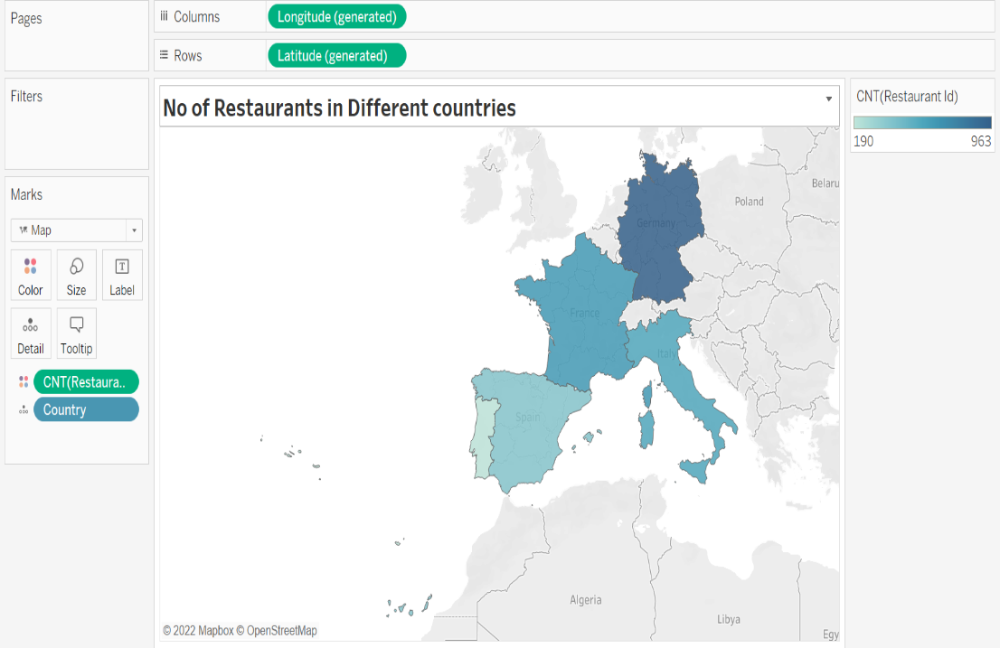 Pages
Columns
Longitude (generated)
Rows
Latitude (generated)
Filters
Marks
Map
Color
Size
Label
Detail
Tooltip
CNT(Restaura..
Country
No of Restaurants in Different countries
Belaru
Poland
Germany
France
Italy
Spain
Algeria
Libya
Egy
© 2022 Mapbox © OpenStreetMap
CNT(Restaurant Id)
190 963